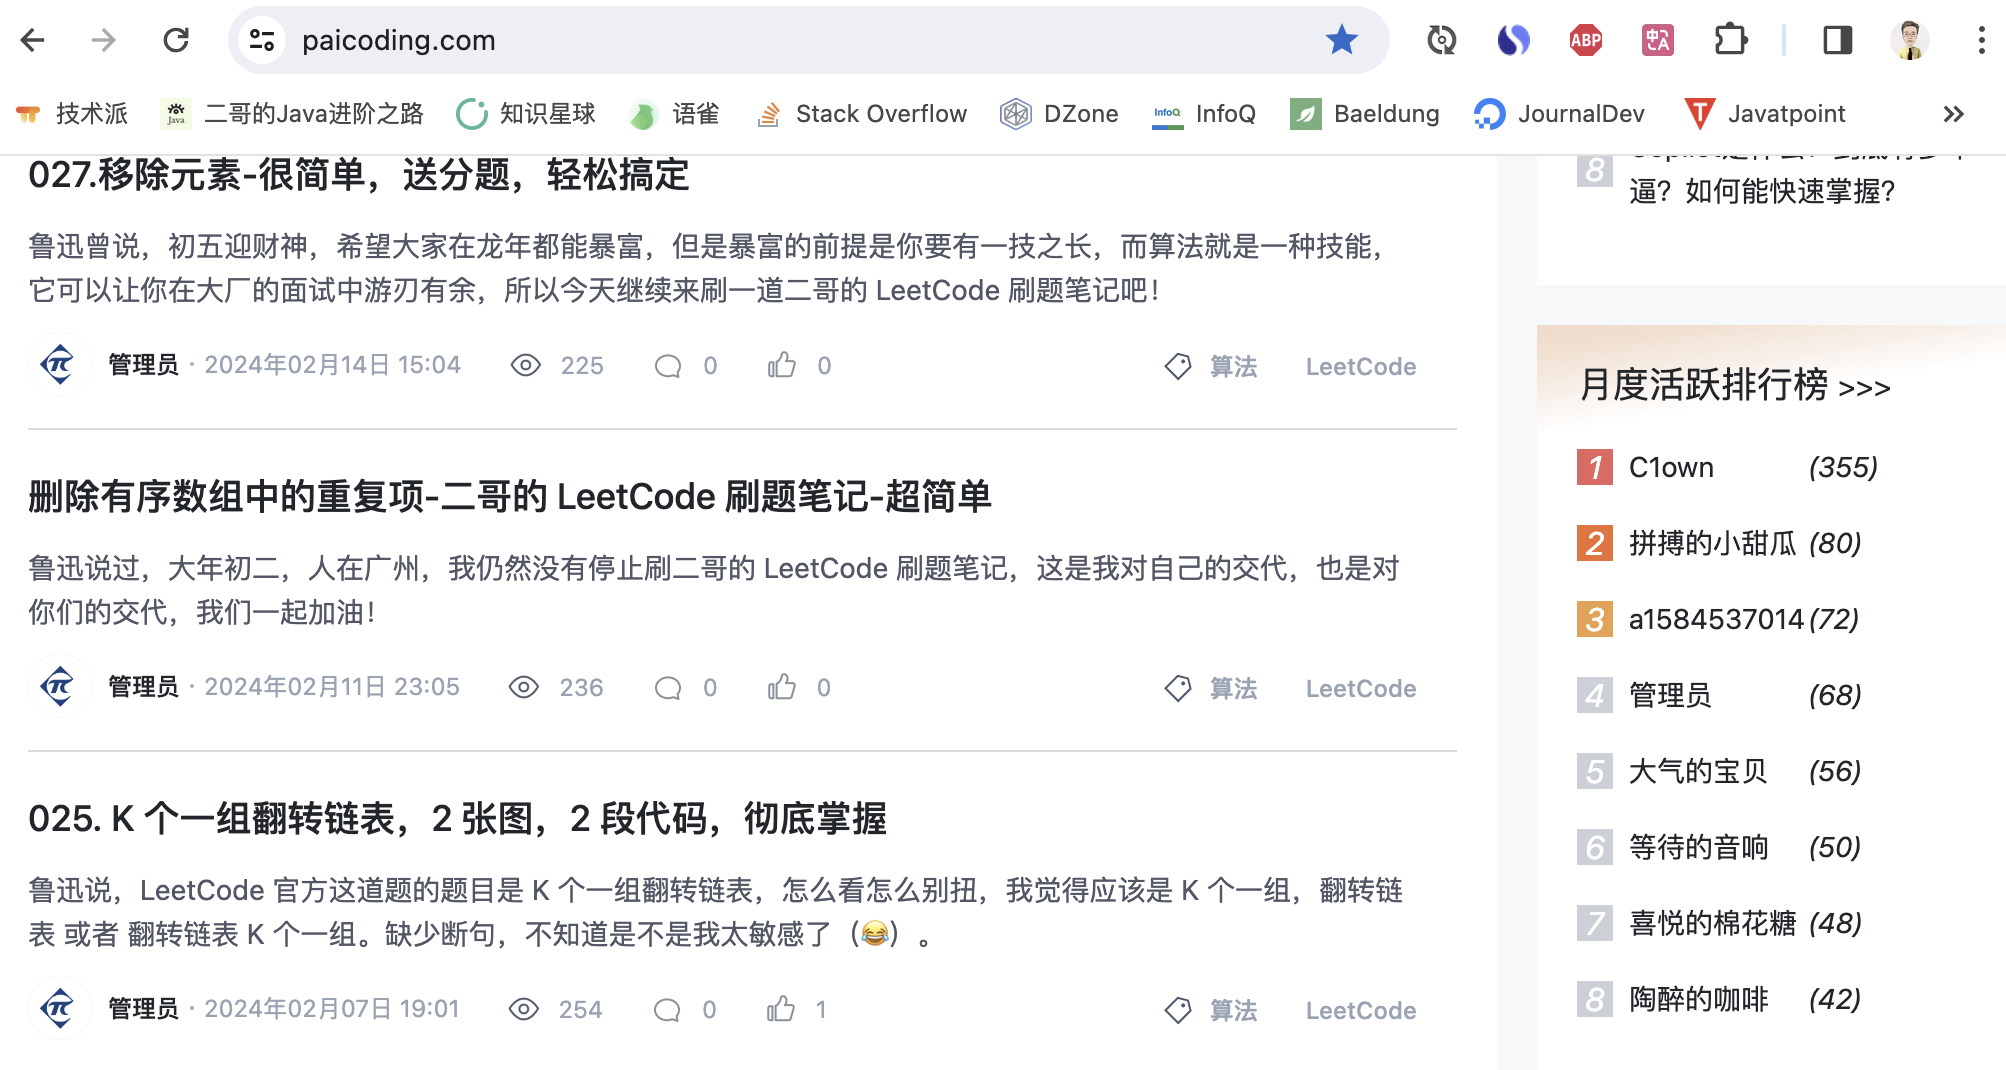 paicoding.com
ABP
技术派
Java
二哥的Java进阶之路
知识星球
语雀
Stack Overflow
DZone
InfoQ
InfoQ
Baeldung
JournalDev
T
Javatpoint
027.移除元素-很简单，送分题，轻松搞定
鲁迅曾说，初五迎财神，希望大家在龙年都能暴富，但是暴富的前提是你要有一技之长，而算法就是一种技能，
它可以让你在大厂的面试中游刃有余，所以今天继续来刷一道二哥的 LeetCode 刷题笔记吧！
管理员 · 2024年02月14日 15:04 225 0 0 算法 LeetCode
删除有序数组中的重复项-二哥的 LeetCode 刷题笔记-超简单
鲁迅说过，大年初二，人在广州，我仍然没有停止刷二哥的 LeetCode 刷题笔记，这是我对自己的交代，也是对
你们的交代，我们一起加油！
管理员 · 2024年02月11日 23:05 236 0 0 算法 LeetCode
025. K 个一组翻转链表，2 张图，2 段代码，彻底掌握
鲁迅说，LeetCode 官方这道题的题目是 K 个一组翻转链表，怎么看怎么别扭，我觉得应该是 K 个一组，翻转链
表 或者 翻转链表 K 个一组。缺少断句，不知道是不是我太敏感了（😂）。
管理员 · 2024年02月07日 19:01 254 0 1 算法 LeetCode
8
逼？如何能快速掌握？
月度活跃排行榜 >>>
1 C1own (355)
2 拼搏的小甜瓜 (80)
3 a1584537014 (72)
4 管理员 (68)
5 大气的宝贝 (56)
6 等待的音响 (50)
7 喜悦的棉花糖 (48)
8 陶醉的咖啡 (42)